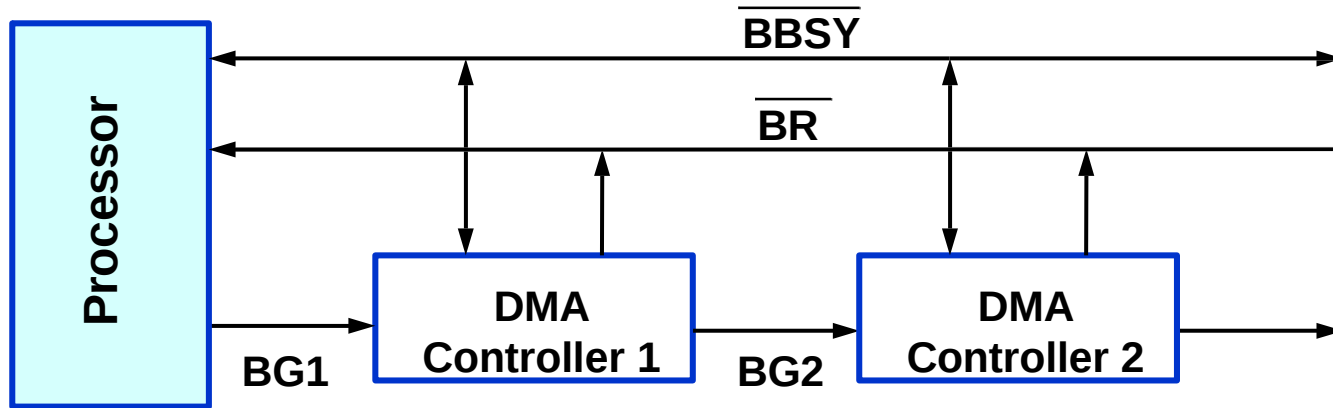 BBSY
BR
Processor
DMA
Controller 1
DMA
Controller 2
BG1
BG2